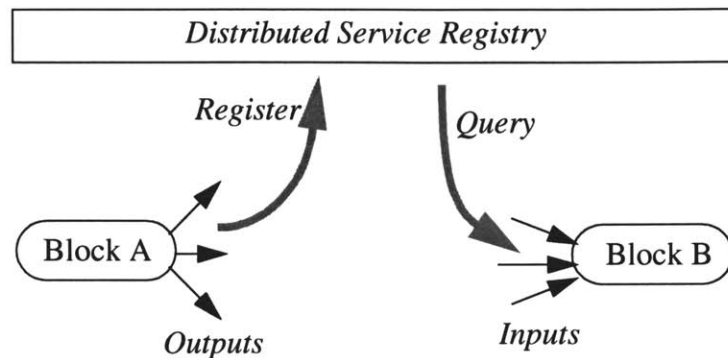 Distributed Service Registry
Register
Query
Block A
Block B
Outputs
Inputs